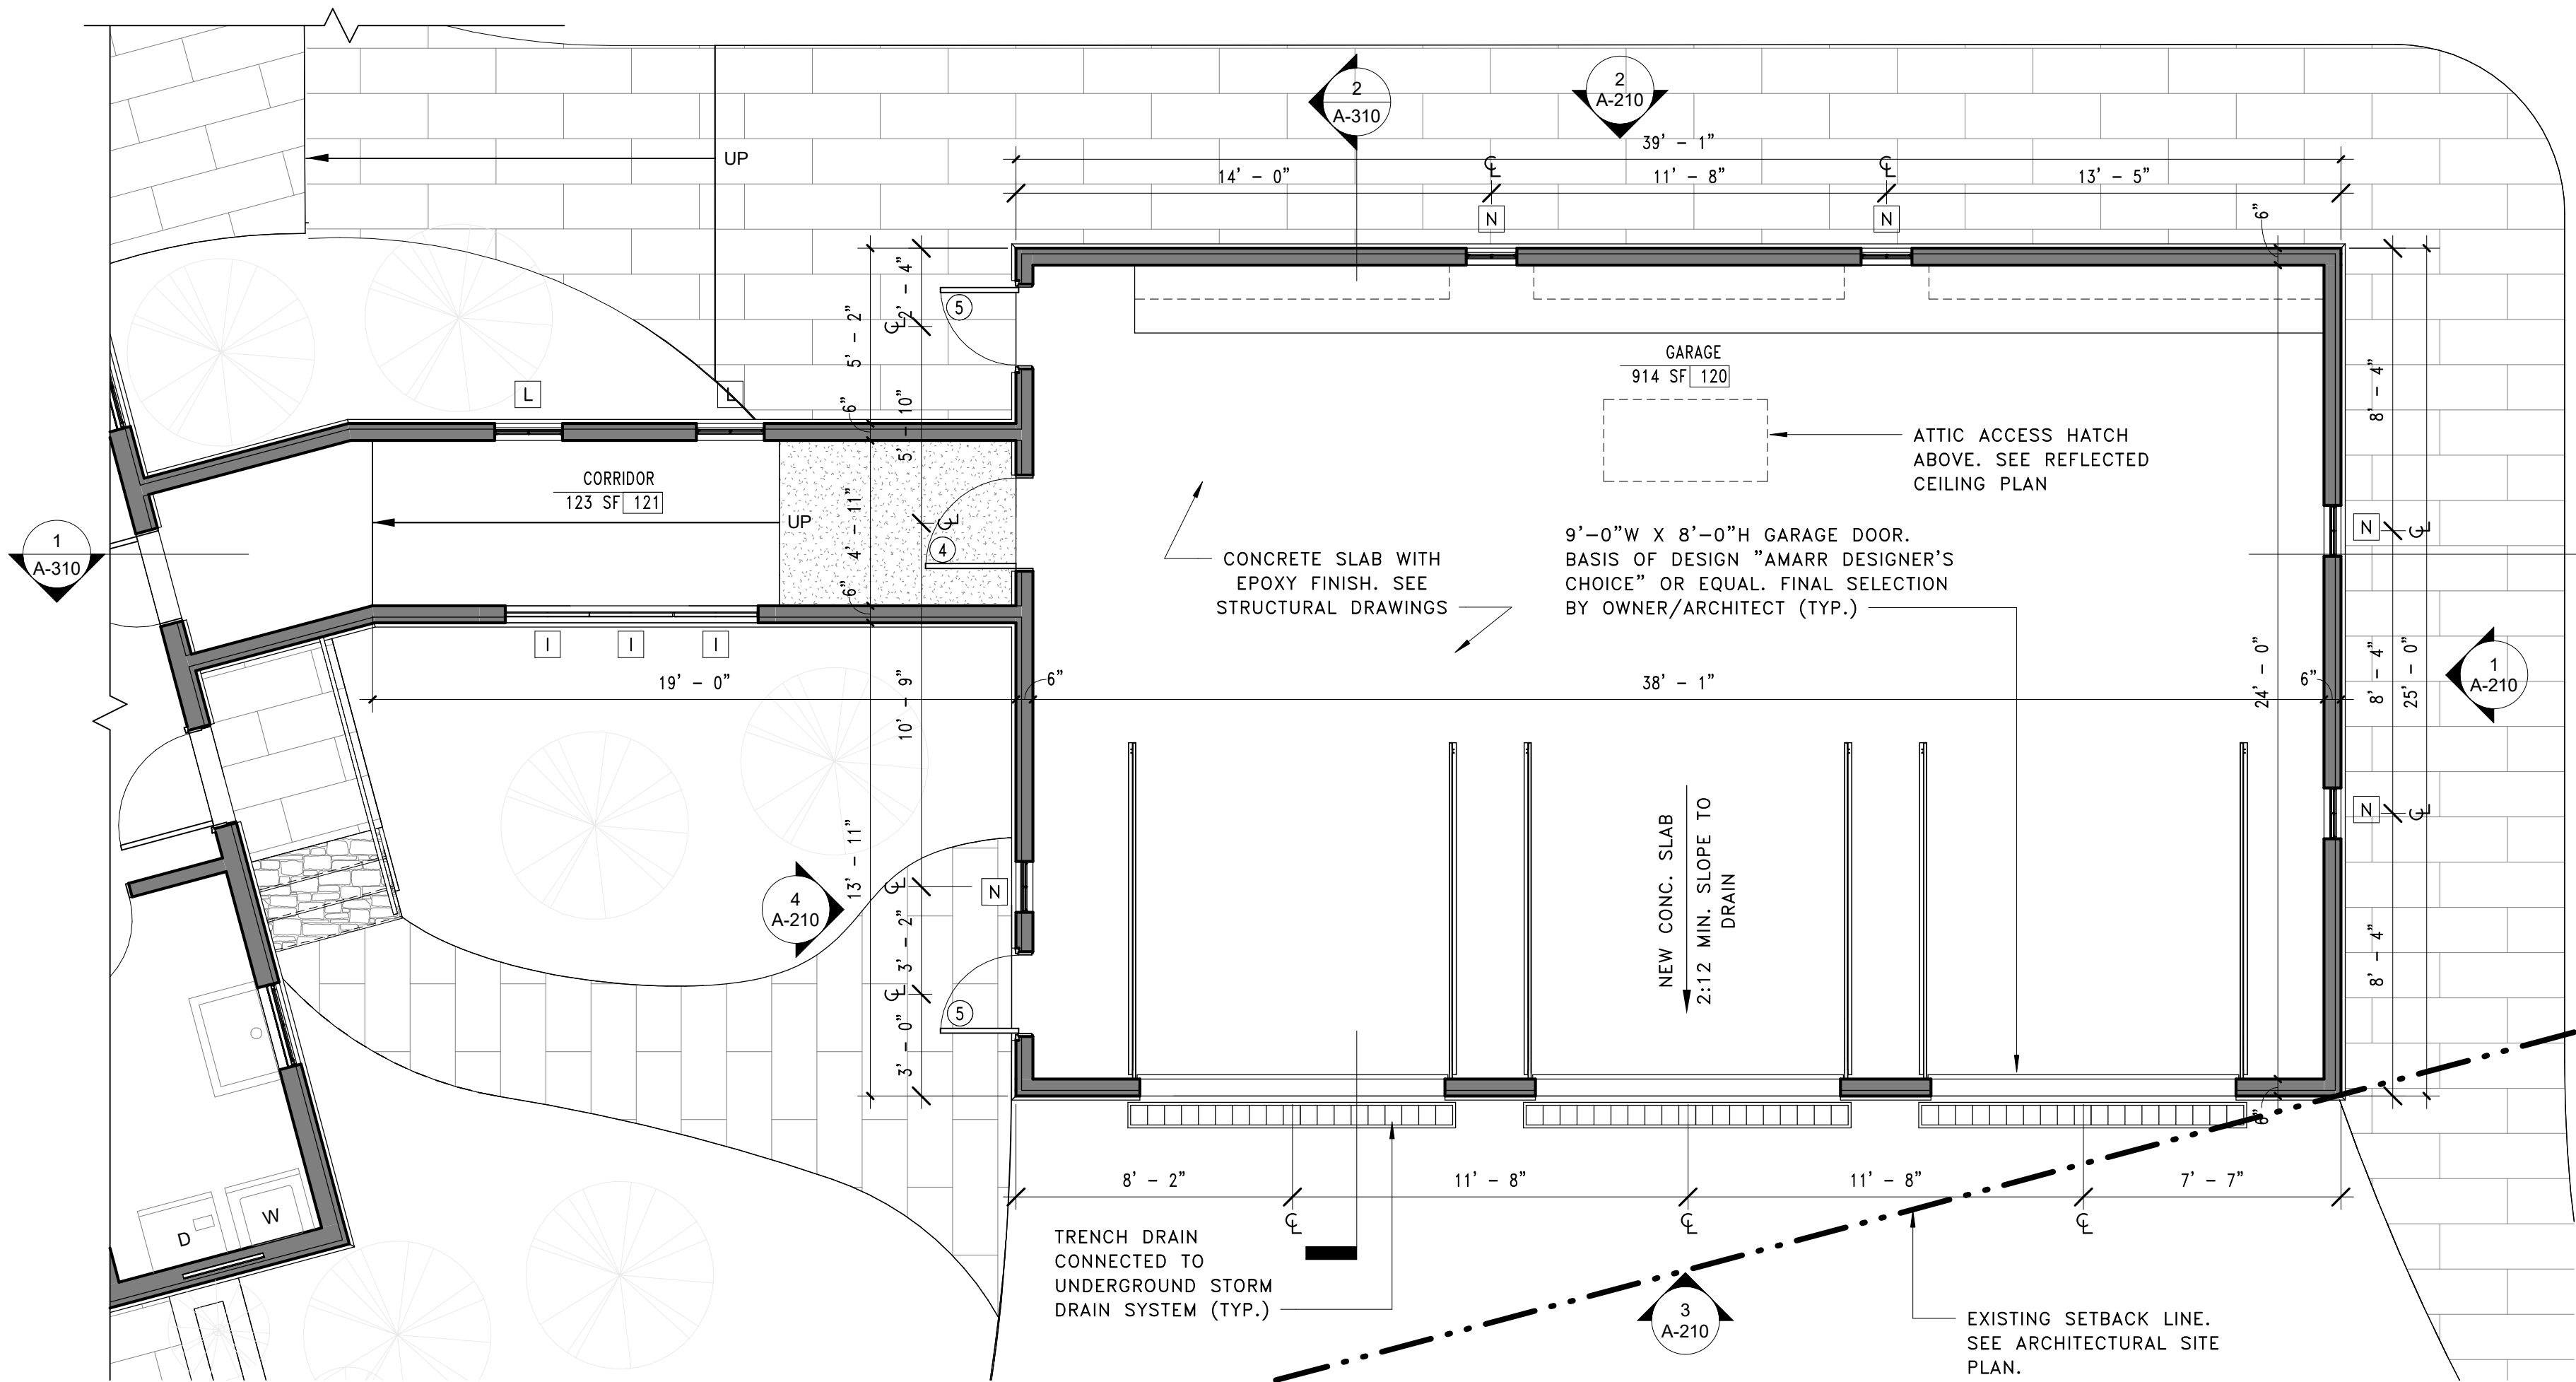 2
A-310
2
A-210
39' - 1"
UP
14' - 0"
11' - 8"
13' - 5"
N
N
6"
2' - 4"
5
5' - 2"
8' - 4"
GARAGE
914 SF 120
L
L
6"
5' - 10"
ATTIC ACCESS HATCH
ABOVE. SEE REFLECTED
CEILING PLAN
CORRIDOR
123 SF 121
UP
4' - 11"
4
1
A-310
9'-0"W X 8'-0"H GARAGE DOOR.
BASIS OF DESIGN "AMARR DESIGNER'S
CHOICE" OR EQUAL. FINAL SELECTION
BY OWNER/ARCHITECT (TYP.)
CONCRETE SLAB WITH
EPOXY FINISH. SEE
STRUCTURAL DRAWINGS
N
6"
I
I
I
19' - 0"
10' - 9"
6"
38' - 1"
24' - 0"
6"
8' - 4"
25' - 0"
1
A-210
N
NEW CONC. SLAB
2:12 MIN. SLOPE TO
DRAIN
13' - 11"
4
A-210
N
3' - 2"
8' - 4"
5
3' - 0"
6"
8' - 2"
11' - 8"
11' - 8"
7' - 7"
D
W
TRENCH DRAIN
CONNECTED TO
UNDERGROUND STORM
DRAIN SYSTEM (TYP.)
3
A-210
EXISTING SETBACK LINE.
SEE ARCHITECTURAL SITE
PLAN.